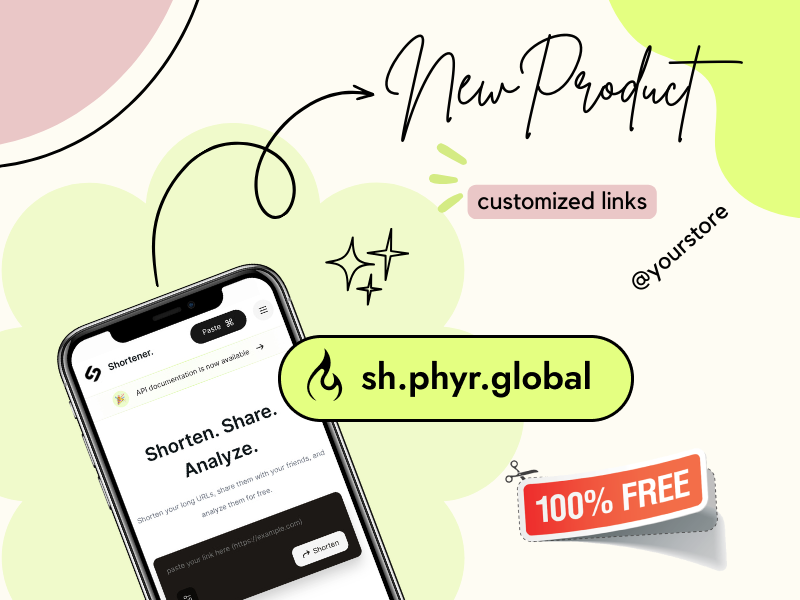 New Product
customized links
@yourstore
Paste
Shortener.
API documentation is now available
sh.phyr.global
Shorten. Share.
Analyze.
Shorten your long URLs, share them with your friends, and
analyze them for free.
100% FREE
paste your link here (https://example.com)
Shorten